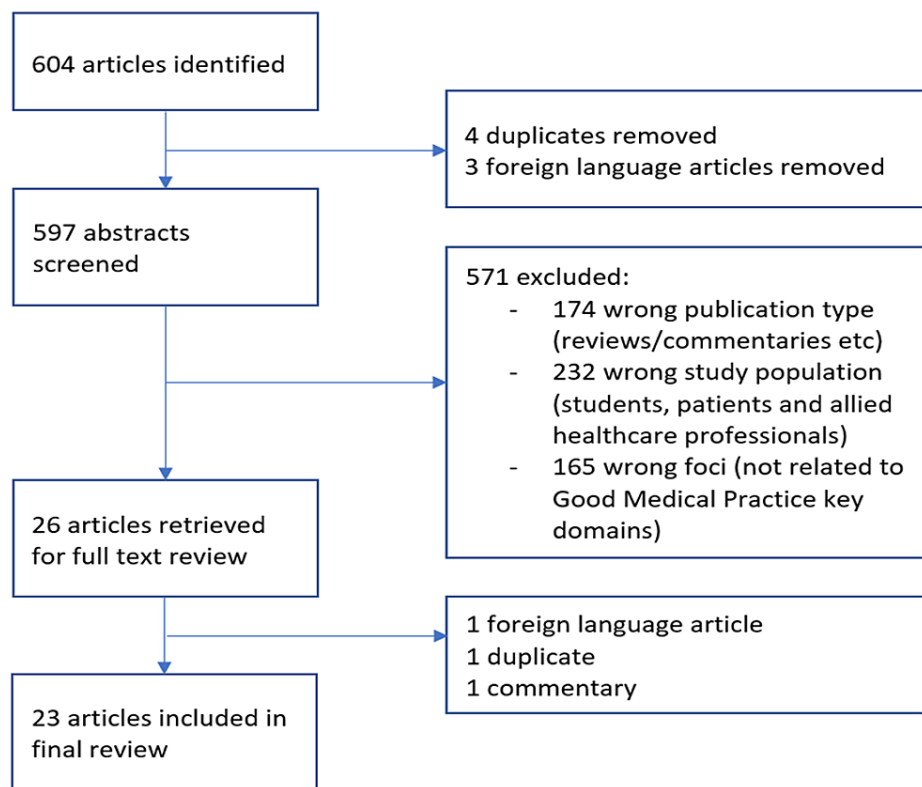 604 articles identified
4 duplicates removed
3 foreign language articles removed
597 abstracts
screened
571 excluded:
- 174 wrong publication type
(reviews/commentaries etc)
- 232 wrong study population
(students, patients and allied
healthcare professionals)
- 165 wrong foci (not related to
Good Medical Practice key
domains)
26 articles retrieved
for full text review
1 foreign language article
1 duplicate
1 commentary
23 articles included in
final review